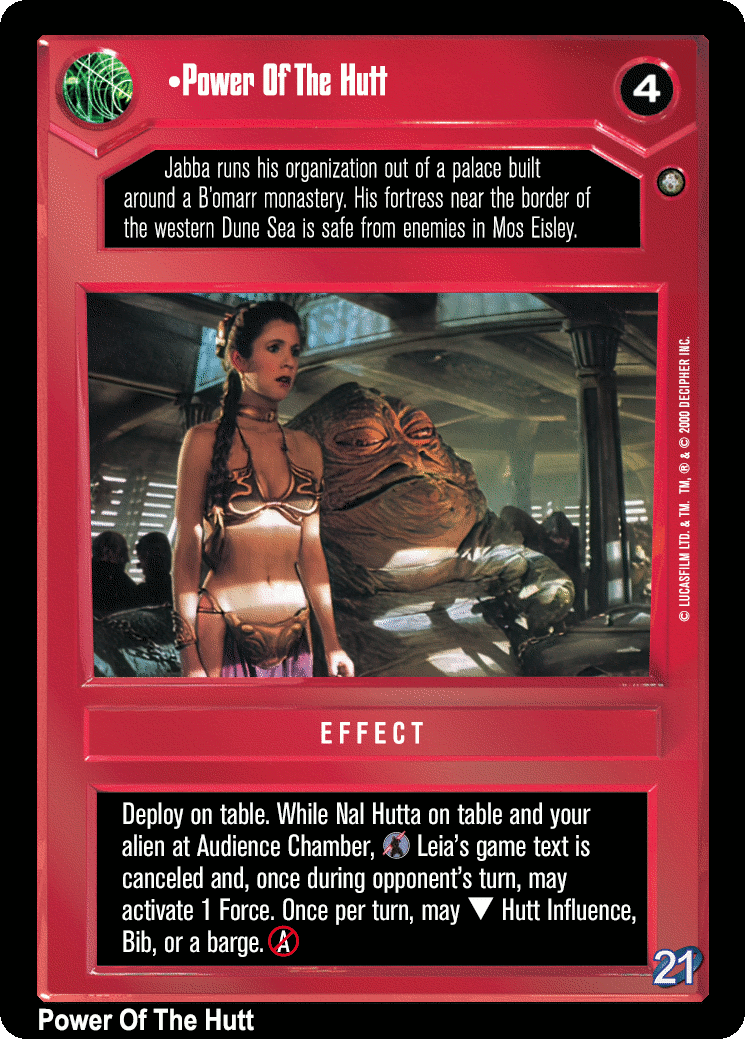 •Power Of The Hutt
4
Jabba runs his organization out of a palace built
around a B'omarr monastery. His fortress near the border of
the western Dune Sea is safe from enemies in Mos Eisley.
© LUCASFILM LTD. & TM. TM, ® & © 2000 DECIPHER INC.
EFFECT
Deploy on table. While Nal Hutta on table and your
alien at Audience Chamber, Leia's game text is
canceled and, once during opponent's turn, may
activate 1 Force. Once per turn, may ▼ Hutt Influence,
Bib, or a barge. A
21
Power Of The Hutt